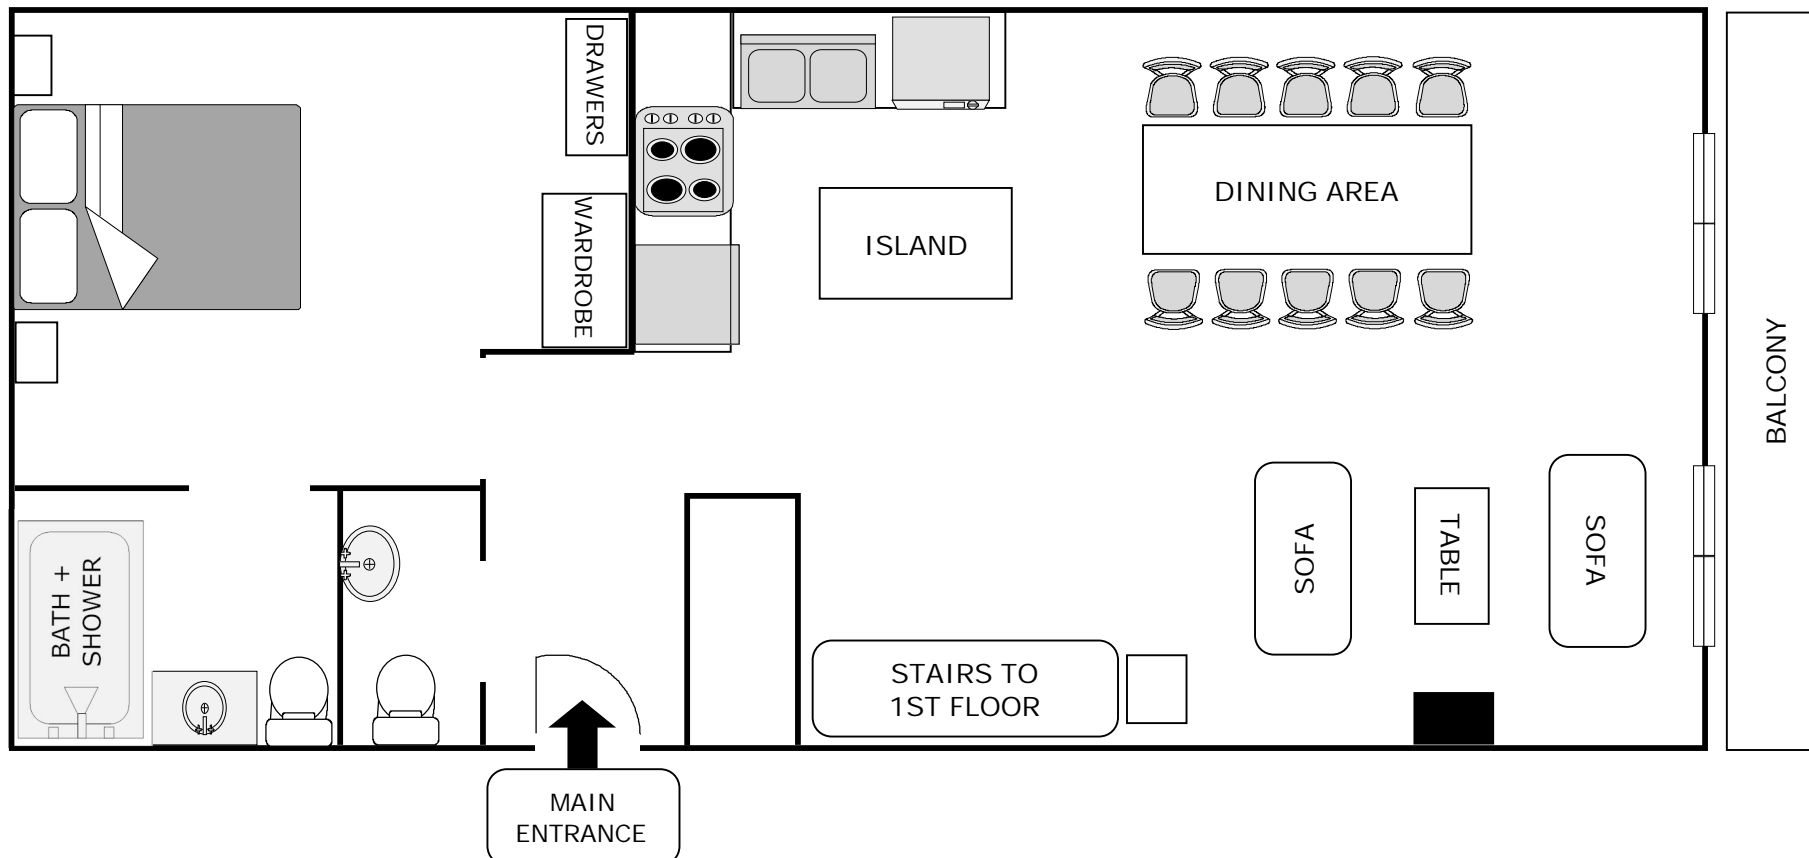 DRAWERS
WARDROBE
ISLAND
DINING AREA
BALCONY
BATH +
SHOWER
SOFA
TABLE
SOFA
STAIRS TO
1ST FLOOR
MAIN
ENTRANCE